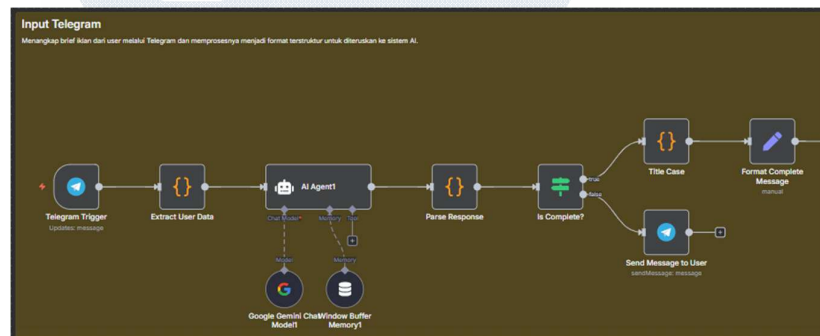 Input Telegram
Menangkap brief iklan dari user melalui Telegram dan memprosesnya menjadi format terstruktur untuk diteruskan ke sistem AI.
Telegram Trigger
Updates: message
Extract User Data
AI Agent1
Chat Model*
Memory
Tool
Model
Memory
Google Gemini Chat
Model1
Window Buffer
Memory1
Parse Response
Is Complete?
true
false
Title Case
Format Complete
Message
manual
Send Message to User
sendMessage: message